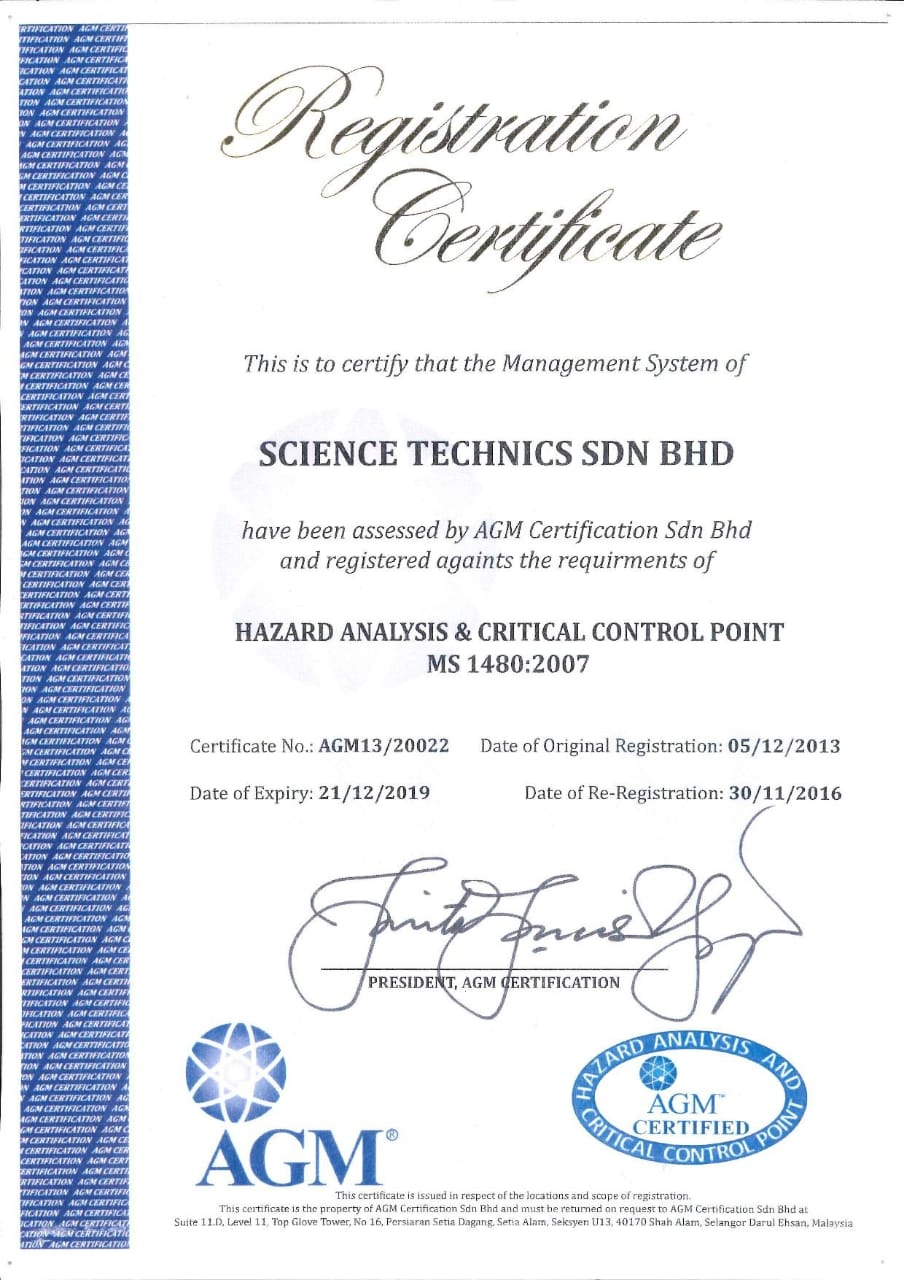 Registration
Certificate
This is to certify that the Management System of
SCIENCE TECHNICS SDN BHD
have been assessed by AGM Certification Sdn Bhd
and registered againts the requirments of
HAZARD ANALYSIS & CRITICAL CONTROL POINT
MS 1480:2007
Certificate No.: AGM13/20022 Date of Original Registration: 05/12/2013
Date of Expiry: 21/12/2019 Date of Re-Registration: 30/11/2016
PRESIDENT, AGM CERTIFICATION
AGM®
HAZARD ANALYSIS AND
AGM™
CERTIFIED
CRITICAL CONTROL POINT
This certificate is issued in respect of the locations and scope of registration.
This certificate is the property of AGM Certification Sdn Bhd and must be returned on request to AGM Certification Sdn Bhd at
Suite 11.D, Level 11, Top Glove Tower, No 16, Persiaran Setia Dagang, Setia Alam, Seksyen U13, 40170 Shah Alam, Selangor Darul Ehsan, Malaysia